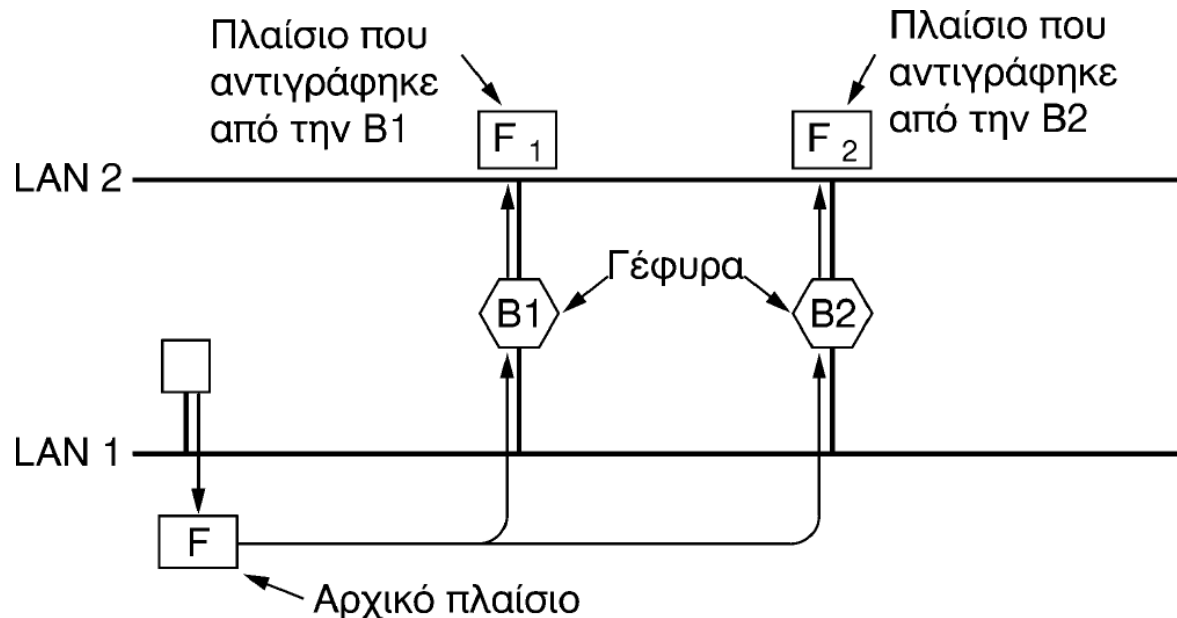 Πλαίσιο που
αντιγράφηκε
από την B1
Πλαίσιο που
αντιγράφηκε
από την B2
F 1
F 2
LAN 2
Γέφυρα
B1
B2
LAN 1
F
Αρχικό πλαίσιο